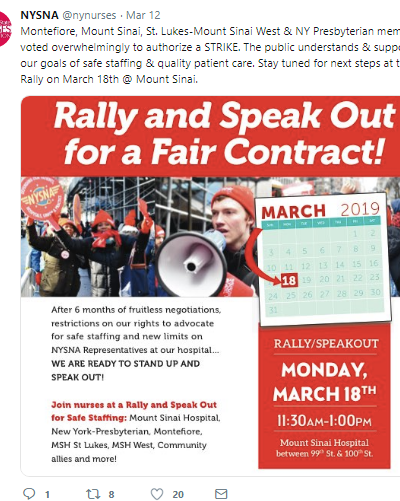 NYSNA @nynurses · Mar 12
Montefiore, Mount Sinai, St. Lukes-Mount Sinai West & NY Presbyterian
voted overwhelmingly to authorize a STRIKE. The public understands &
our goals of safe staffing & quality patient care. Stay tuned for next steps at
Rally on March 18th @ Mount Sinai.
Rally and Speak Out
for a Fair Contract!
NYSNA
MARCH 2019
2
3 4 5 6 7 8 9
10 11 12 13 14 15 16
18 19 20 21 22 23
24 25 26 27 28 29 30
31
After 6 months of fruitless negotiations,
restrictions on our rights to advocate
for safe staffing and new limits on
NYSNA Representatives at our hospital...
WE ARE READY TO STAND UP AND
SPEAK OUT!
Join nurses at a Rally and Speak Out
for Safe Staffing: Mount Sinai Hospital,
New York-Presbyterian, Montefiore,
MSH St Lukes, MSH West, Community
allies and more!
RALLY/SPEAKOUT
MONDAY,
MARCH 18TH
11:30AM-1:00PM
Mount Sinai Hospital
between 99th St. & 100th St.
1 8 20